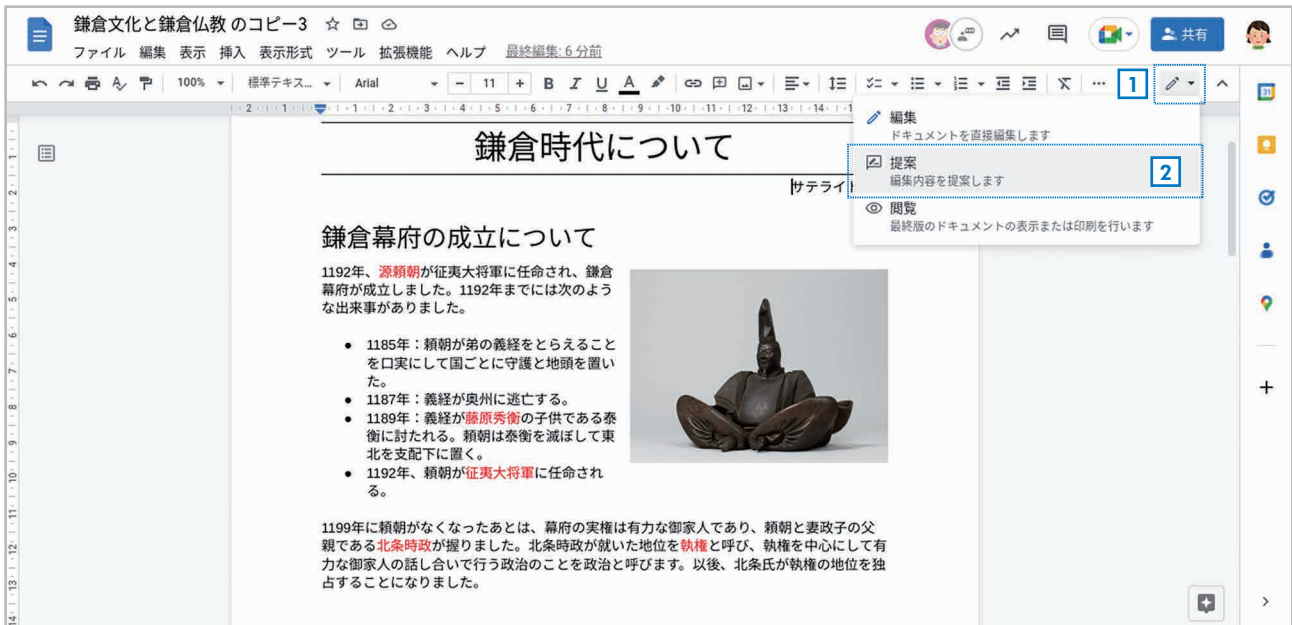 鎌倉文化と鎌倉仏教 のコピー3
ファイル 編集 表示 挿入 表示形式 ツール 拡張機能 ヘルプ 最終編集: 6 分前
共有
100% 標準テキス... Arial − 11 + B I U A ... 1
2 1 1 2 3 4 5 6 7 8 9 10 11 12 13 14 1
31
編集
ドキュメントを直接編集します
提案
編集内容を提案します
2
閲覧
最終版のドキュメントの表示または印刷を行います
鎌倉時代について
サテライ
鎌倉幕府の成立について
1192年、源頼朝が征夷大将軍に任命され、鎌倉
幕府が成立しました。1192年までには次のよう
な出来事がありました。
● 1185年：頼朝が弟の義経をとらえること
を口実にして国ごとに守護と地頭を置い
た。
● 1187年：義経が奥州に逃亡する。
● 1189年：義経が藤原秀衡の子供である泰
衡に討たれる。頼朝は泰衡を滅ぼして東
北を支配下に置く。
● 1192年、頼朝が征夷大将軍に任命され
る。
1199年に頼朝がなくなったあとは、幕府の実権は有力な御家人であり、頼朝と妻政子の父
親である北条時政が握りました。北条時政が就いた地位を執権と呼び、執権を中心にして有
力な御家人の話し合いで行う政治のことを政治と呼びます。以後、北条氏が執権の地位を独
占することになりました。